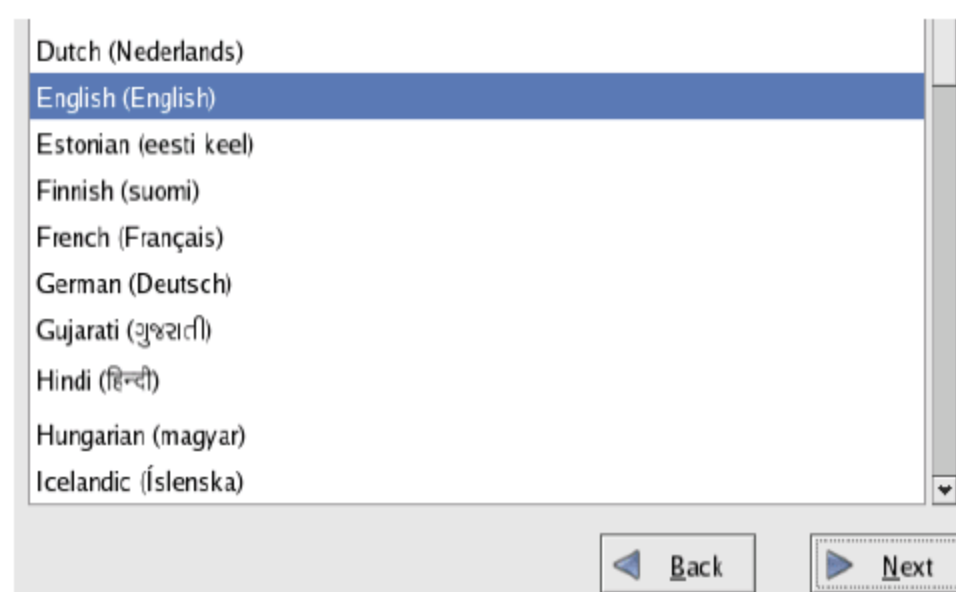 Dutch (Nederlands)
English (English)
Estonian (eesti keel)
Finnish (suomi)
French (Français)
German (Deutsch)
Gujarati (ગુજરાતી)
Hindi (हिन्दी)
Hungarian (magyar)
Icelandic (Íslenska)
Back Next